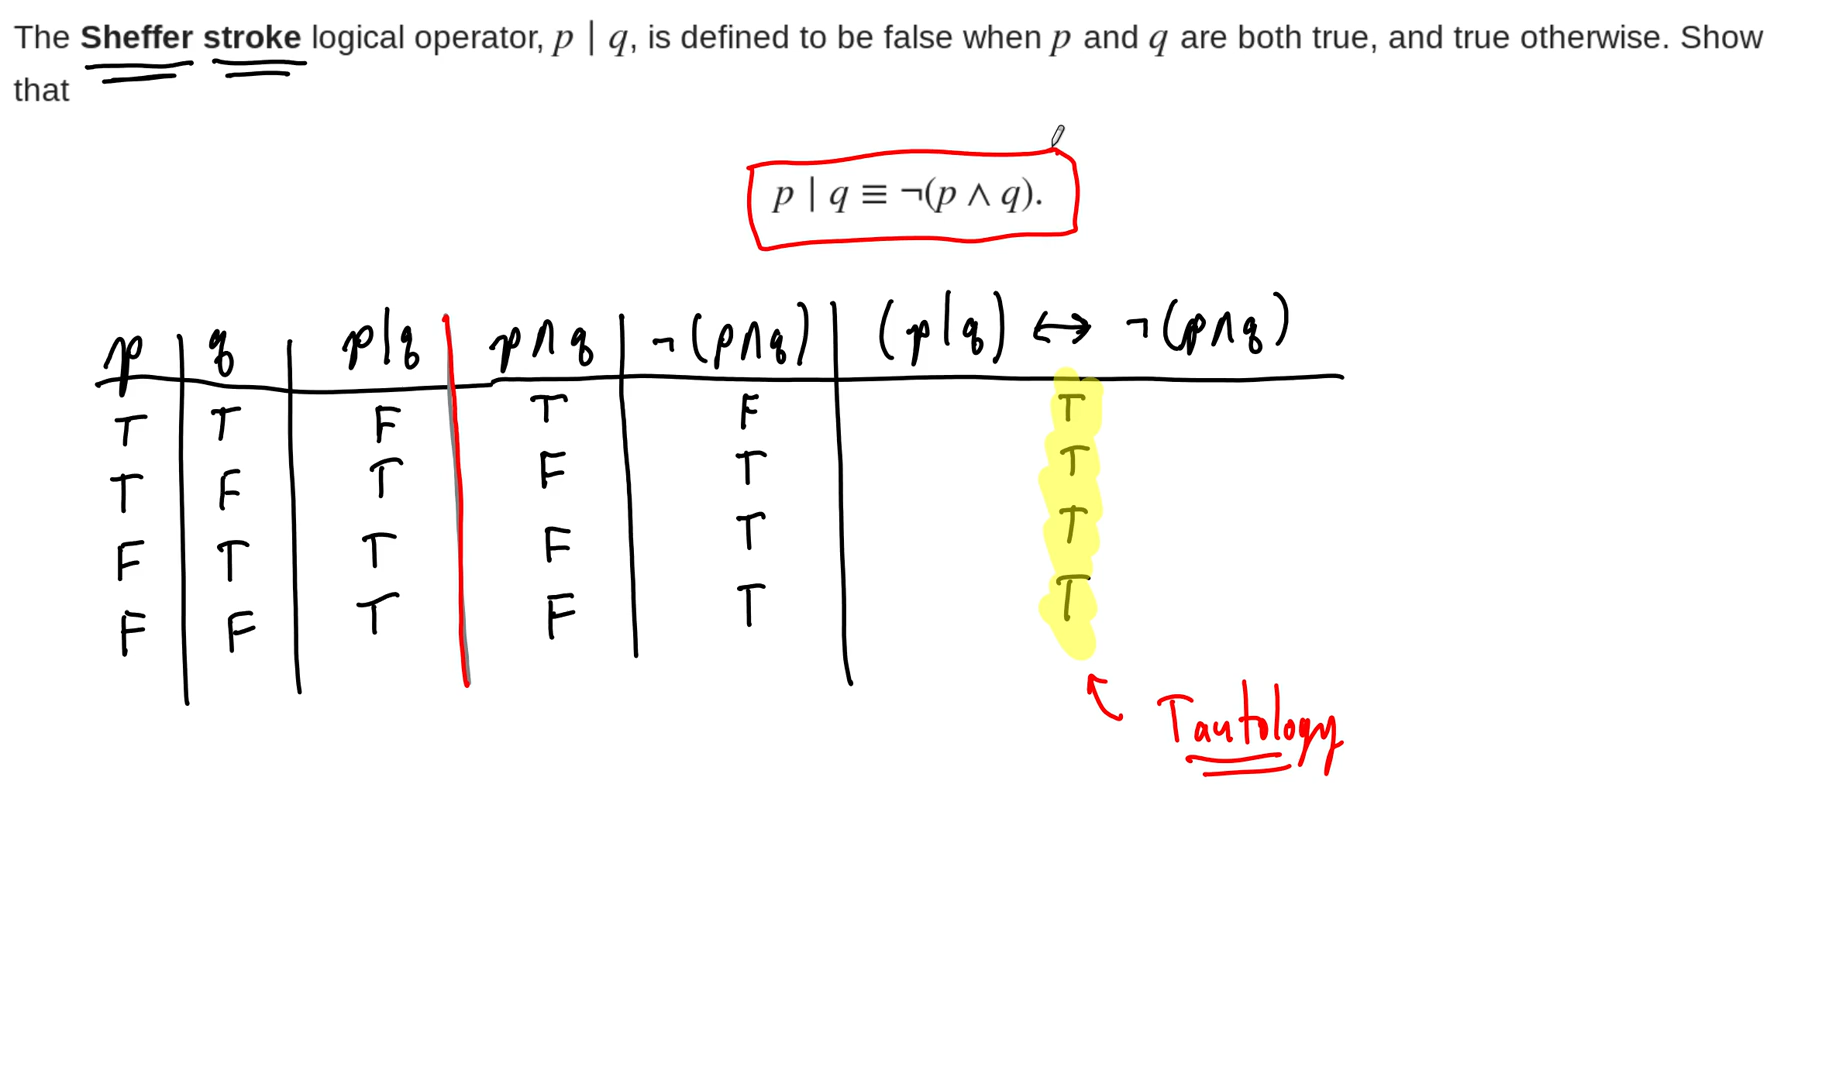 The Sheffer stroke logical operator, p | q, is defined to be false when p and q are both true, and true otherwise. Show
that
p | q ≡ ¬(p ∧ q).
p q p|q p∧q ¬(p∧q) (p|q) ↔ ¬(p∧q)
T T F T F T
T F T F T T
F T T F T T
F F T F T T
Tautology